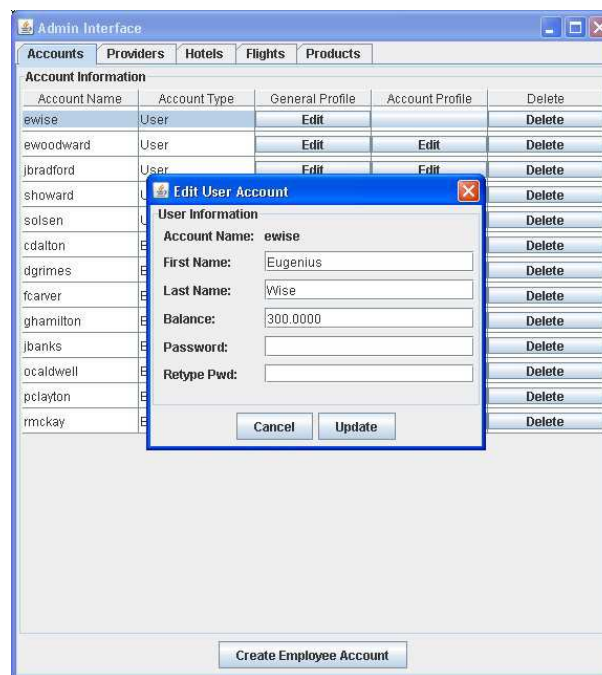 Admin Interface
Accounts Providers Hotels Flights Products
Account Information
Account Name Account Type General Profile Account Profile Delete
ewise User Edit Delete
ewoodward User Edit Edit Delete
jbradford User Edit Edit Delete
showard U Delete
solsen U Delete
cdalton E Delete
dgrimes E Delete
fcarver E Delete
ghamilton E Delete
jbanks E Delete
ocaldwell E Delete
pclayton E Delete
rmckay E Delete
Edit User Account
User Information
Account Name: ewise
First Name: Eugenius
Last Name: Wise
Balance: 300.0000
Password:
Retype Pwd:
Cancel Update
Create Employee Account